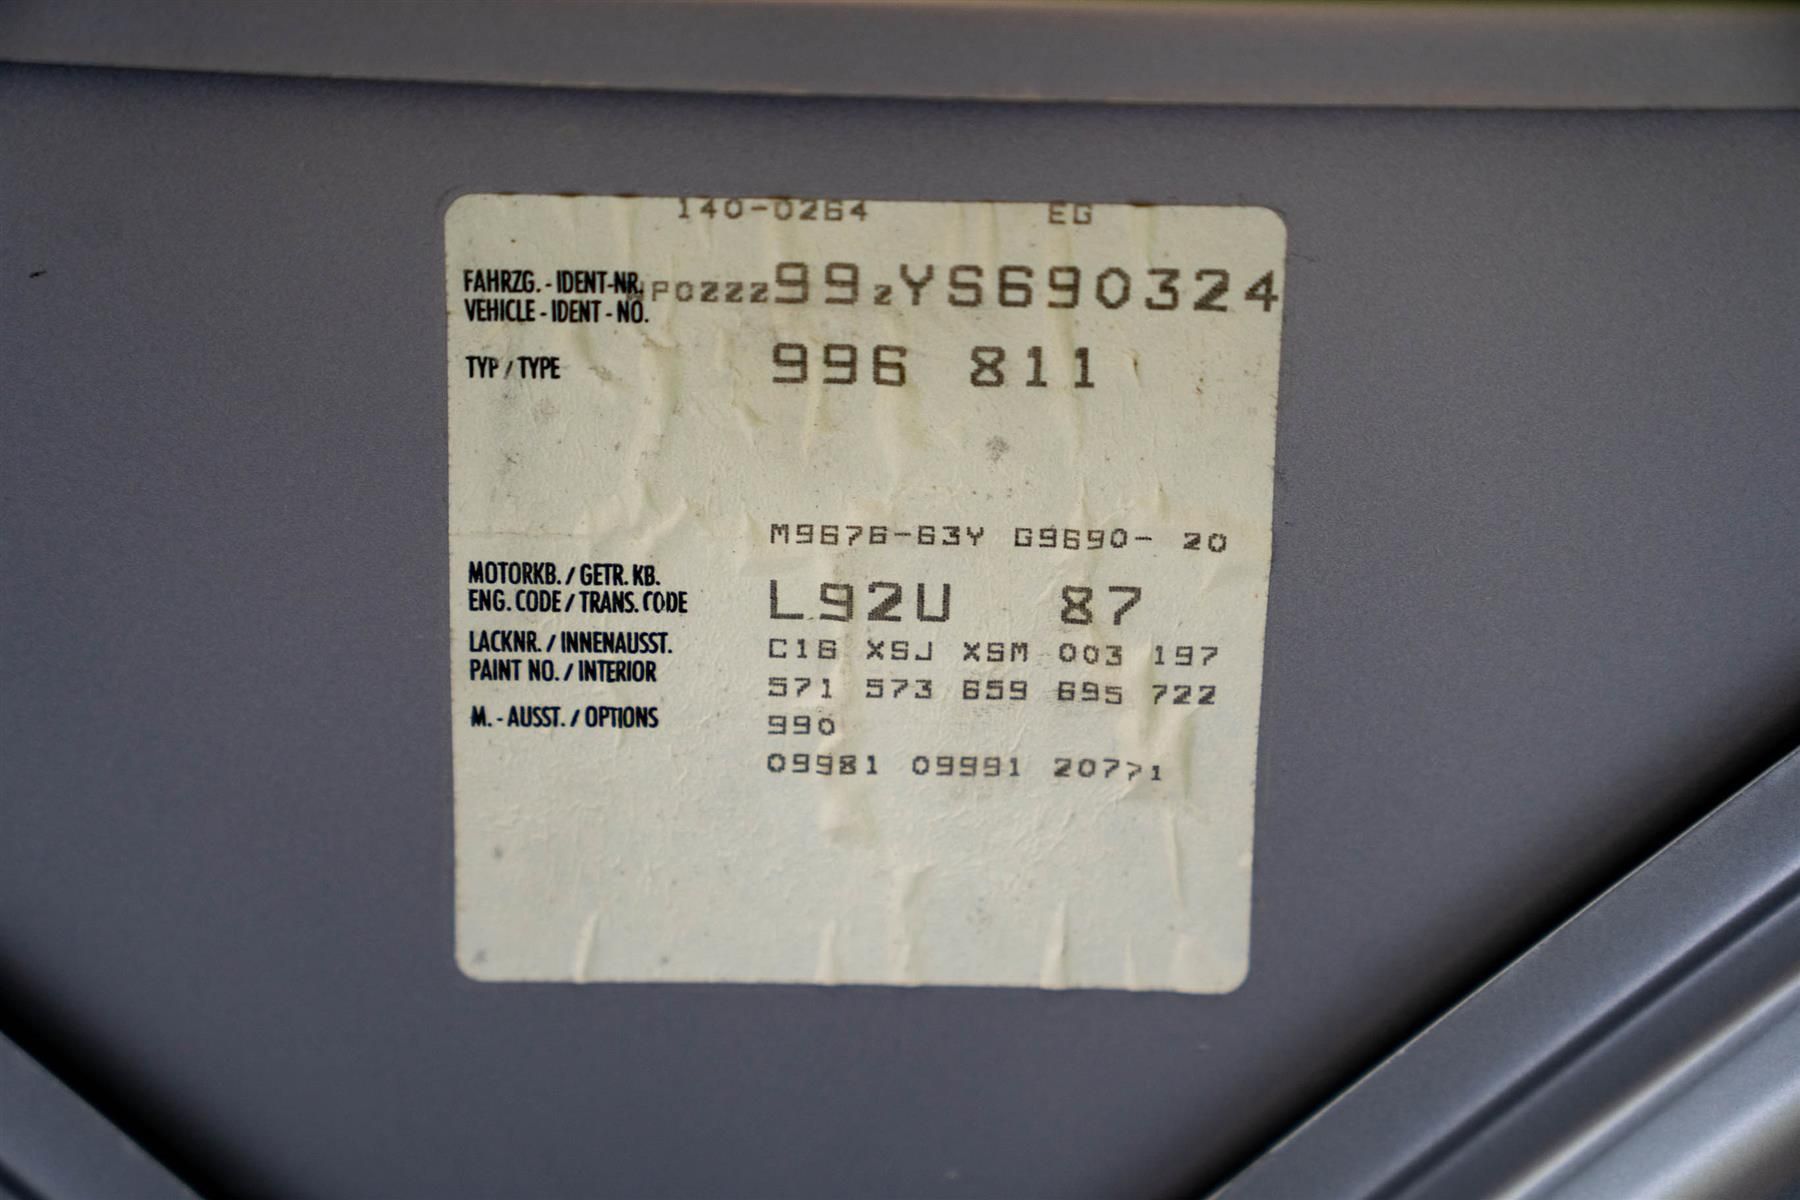 140-0264 EG
FAHRZG. - IDENT-NR. WP0ZZZ99ZYS690324
VEHICLE - IDENT - NO.
TYP / TYPE 996 811
M9676-63Y G9690- 20
MOTORKB. / GETR. KB.
ENG. CODE / TRANS. CODE L92U 87
LACKNR. / INNENAUSST. C16 XSJ XSM 003 197
PAINT NO. / INTERIOR 571 573 659 695 722
M. - AUSST. / OPTIONS 990
09981 09991 20771